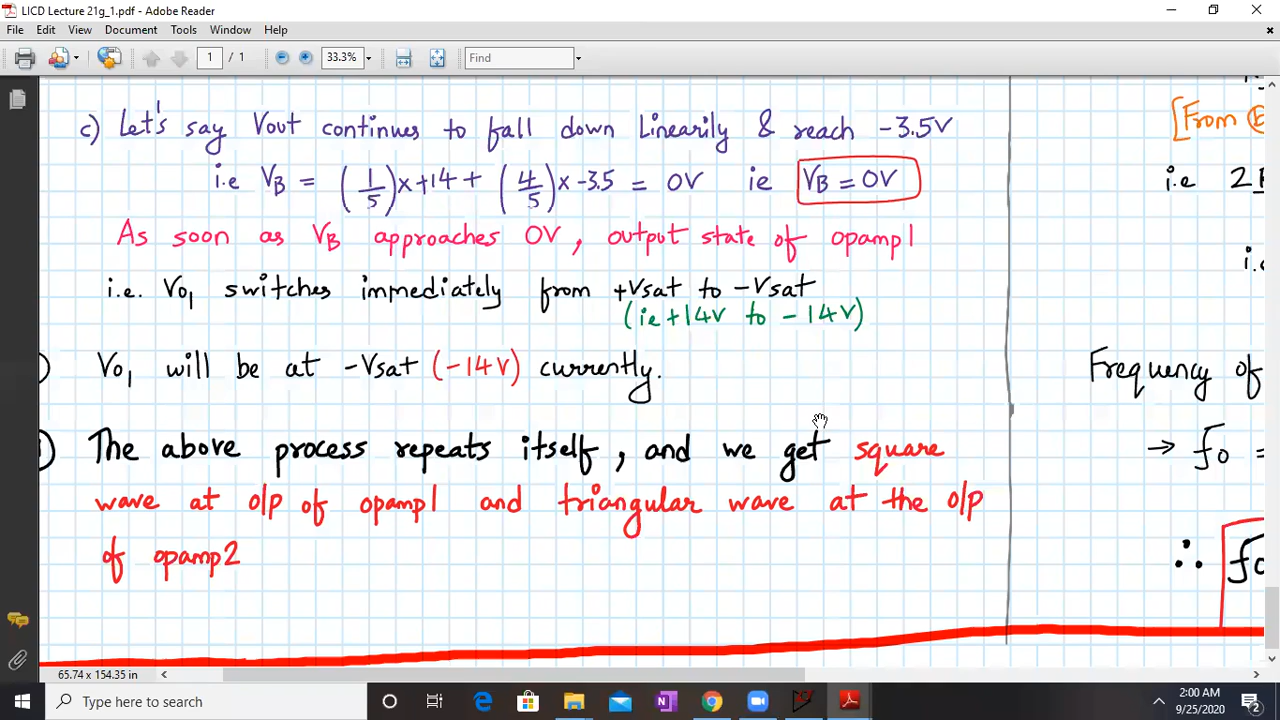 LICD Lecture 21g_1.pdf - Adobe Reader
File Edit View Document Tools Window Help
1 / 1 33.3% Find
c) Let's say Vout continues to fall down Linearily & reach -3.5V
i.e VB = (1/5)x+14 + (4/5)x -3.5 = 0V ie VB = 0V
As soon as VB approaches 0V, output state of opamp1
i.e. Vo1 switches immediately from +Vsat to -Vsat
(ie +14V to -14V)
) Vo1 will be at -Vsat (-14V) currently.
) The above process repeats itself, and we get square
wave at o/p of opamp1 and triangular wave at the o/p
of opamp2
[From
i.e 2
i.
Frequency of
→ fo =
∴ fo
65.74 x 154.35 in
Type here to search
2:00 AM
9/25/2020
2